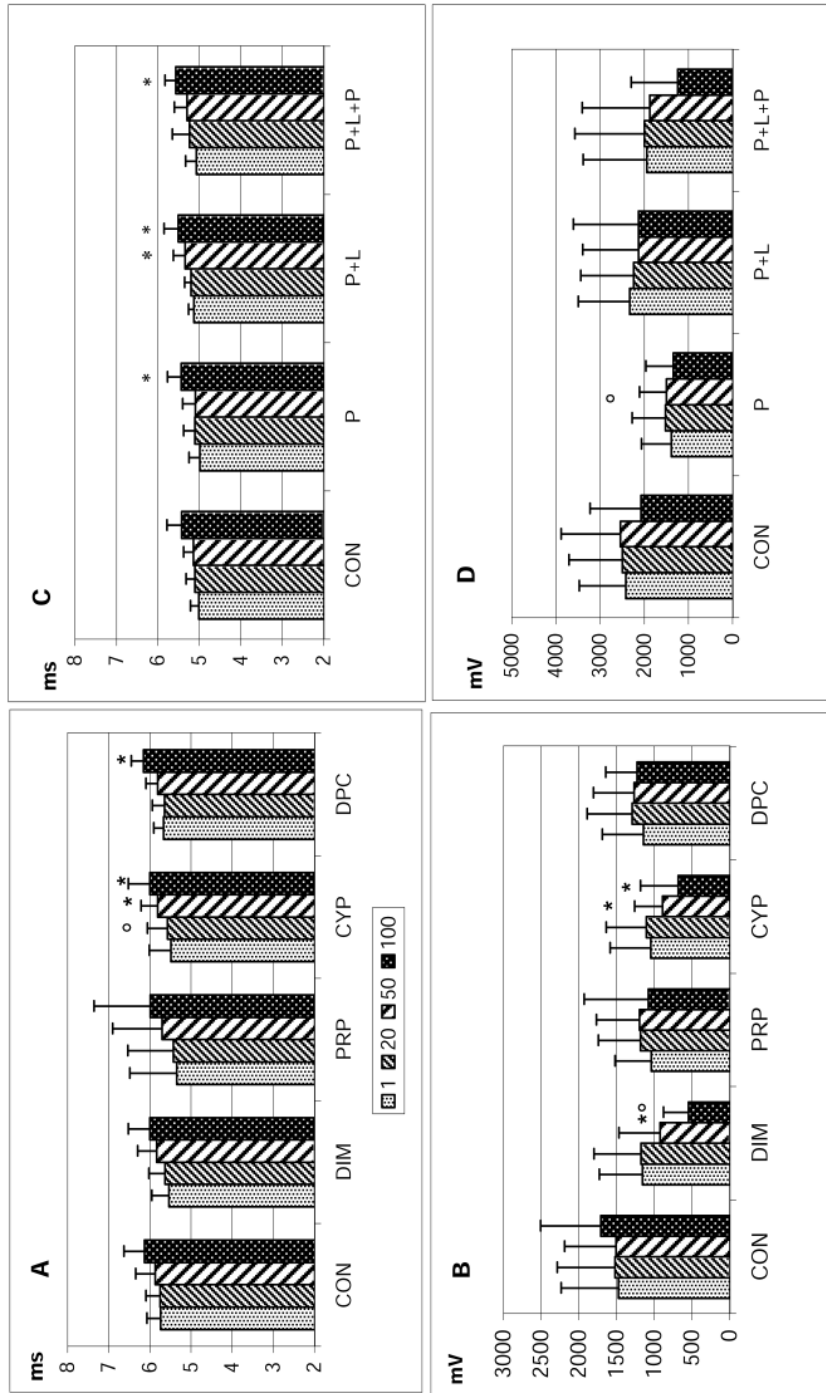 A
ms
8
7
6
5
4
3
2
°
*
*
*
CON
DIM
PRP
CYP
DPC
1 20 50 100
C
ms
8
7
6
5
4
3
2
*
*
*
*
CON
P
P+L
P+L+P
B
mV
3000
2500
2000
1500
1000
500
0
*°
*
*
CON
DIM
PRP
CYP
DPC
D
mV
5000
4000
3000
2000
1000
0
°
CON
P
P+L
P+L+P